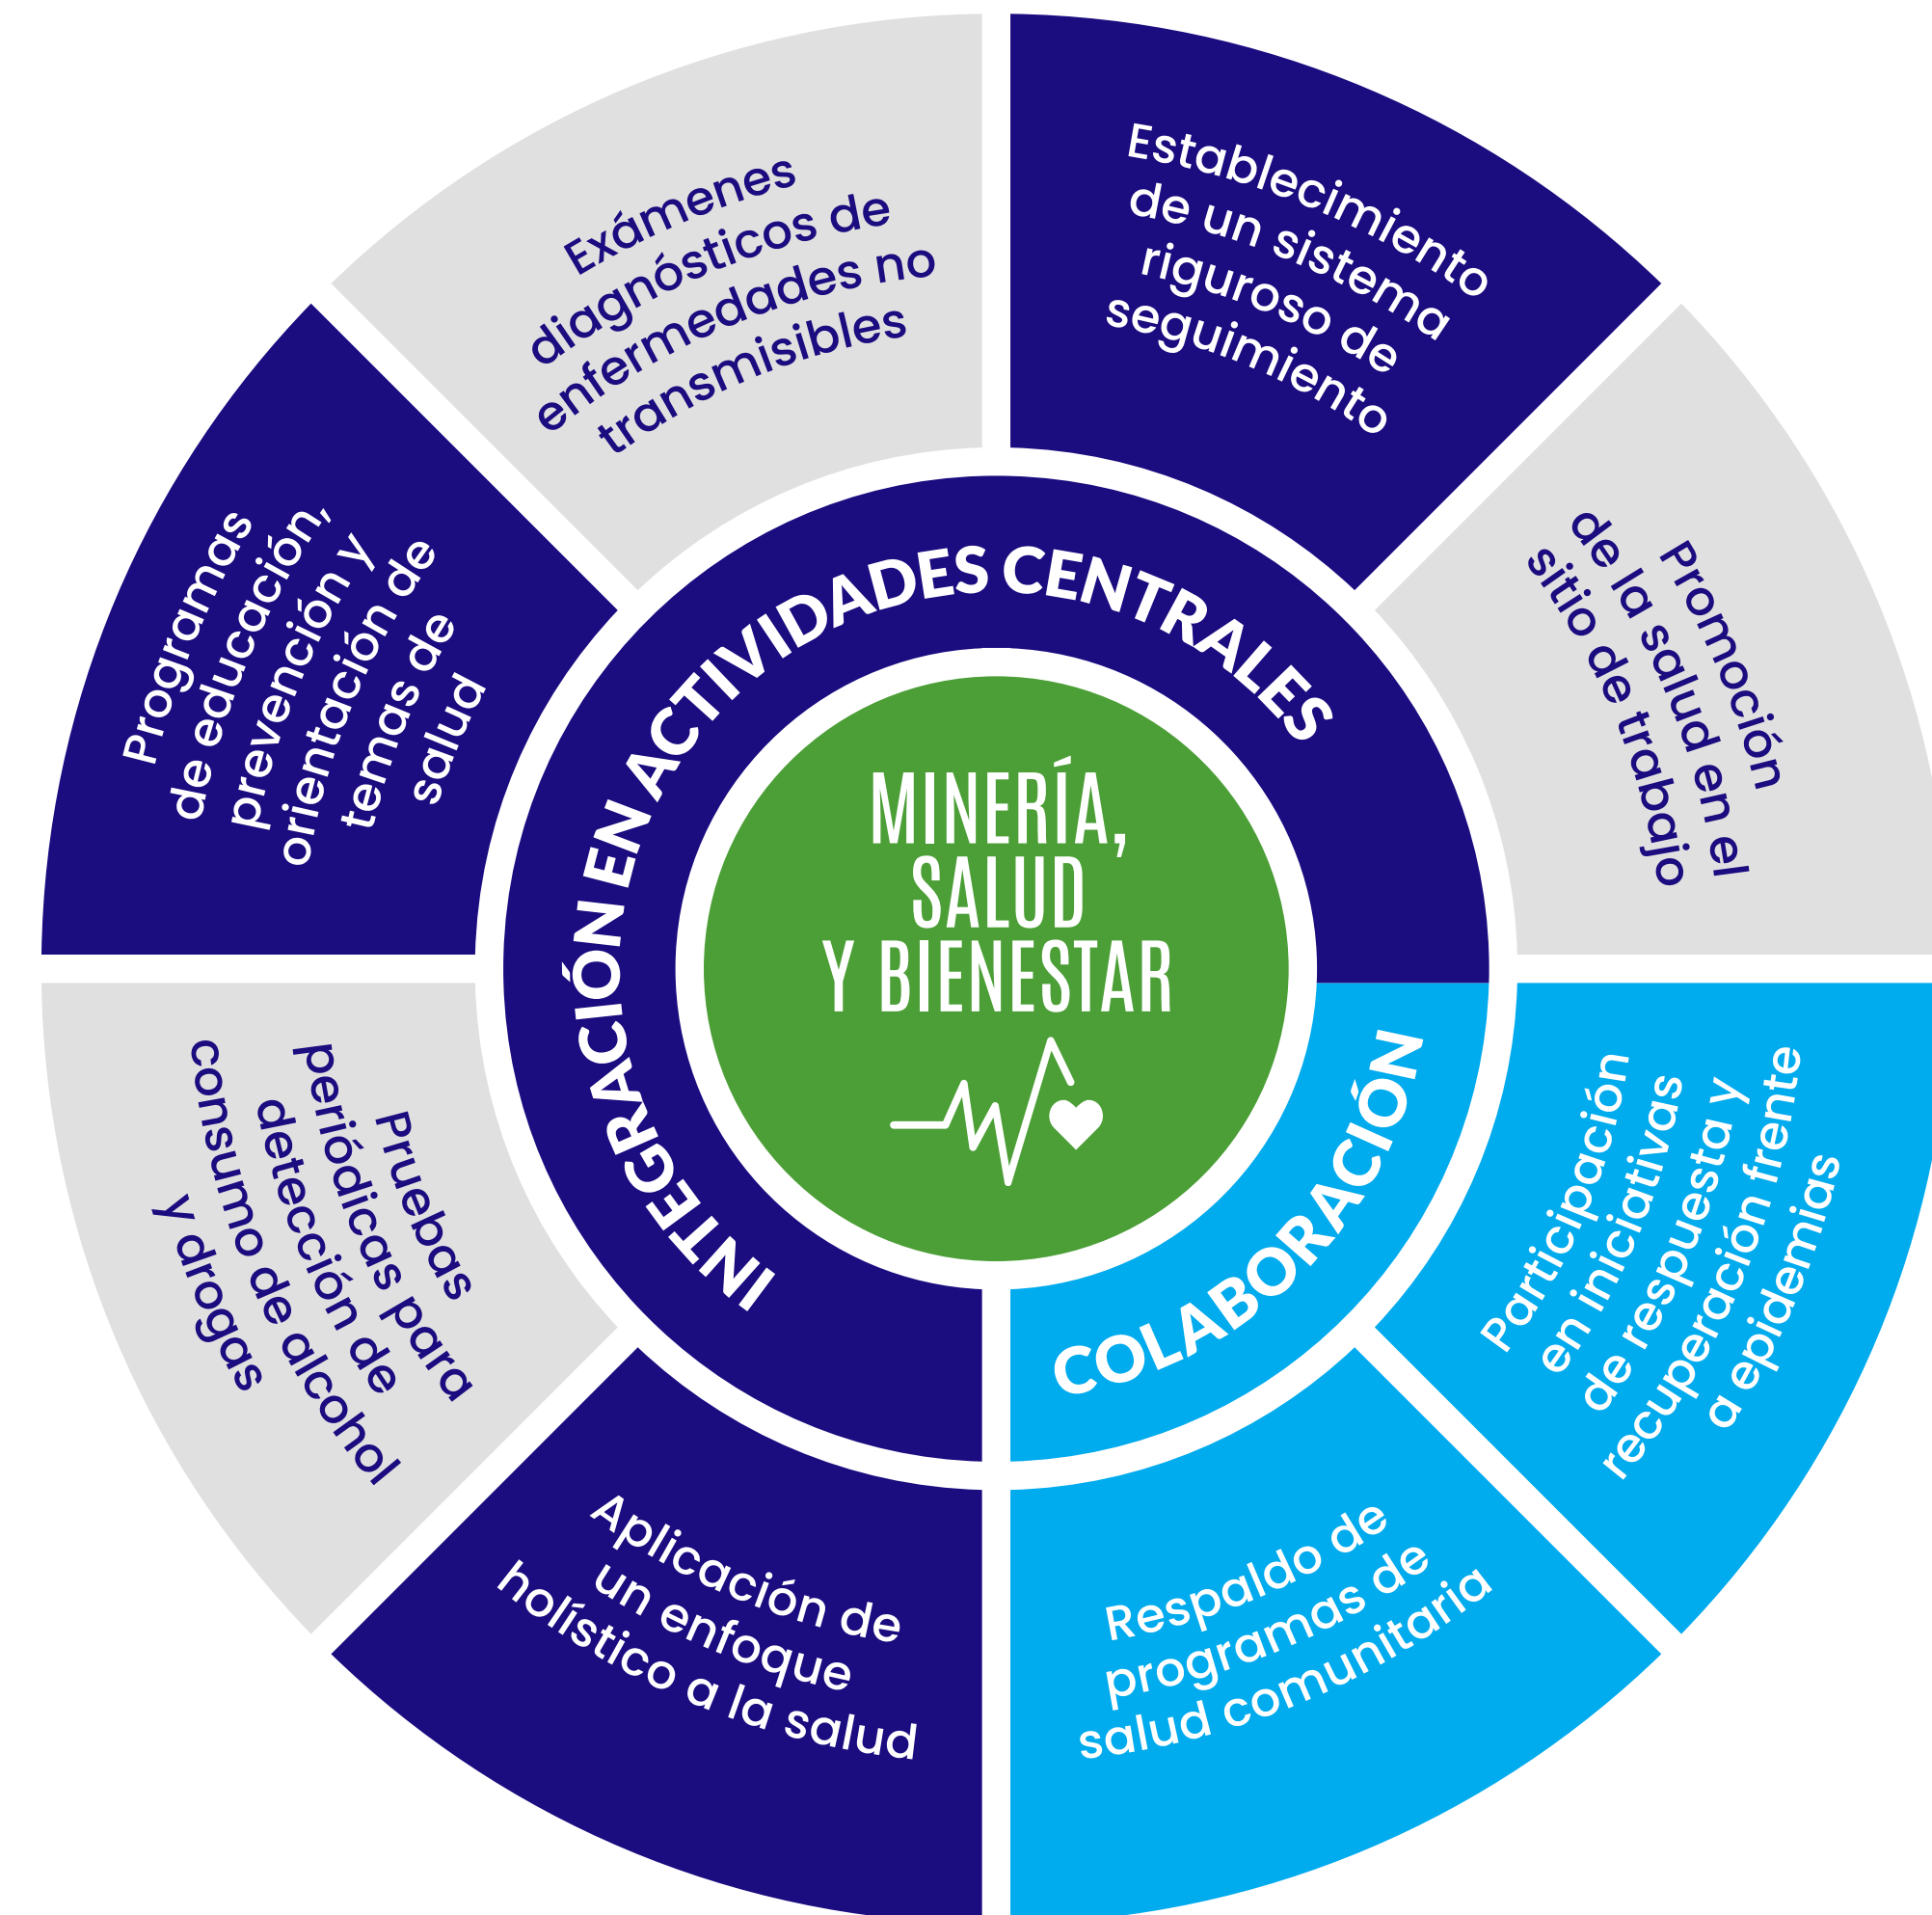 MINERÍA,
SALUD
Y BIENESTAR
INTEGRACIÓN EN ACTIVIDADES CENTRALES
COLABORACIÓN
Establecimiento
de un sistema
riguroso de
seguimiento
Promoción
de la salud en el
sitio de trabajo
Participación
en iniciativas
de respuesta y
recuperación frente
a epidemias
Respaldo de
programas de
salud comunitaria
Aplicación de
un enfoque
holístico a la salud
Pruebas
periódicas para
detección de
consumo de alcohol
y drogas
Programas
de educación,
prevención y
orientación de
temas de
salud
Exámenes
diagnósticos de
enfermedades no
transmisibles